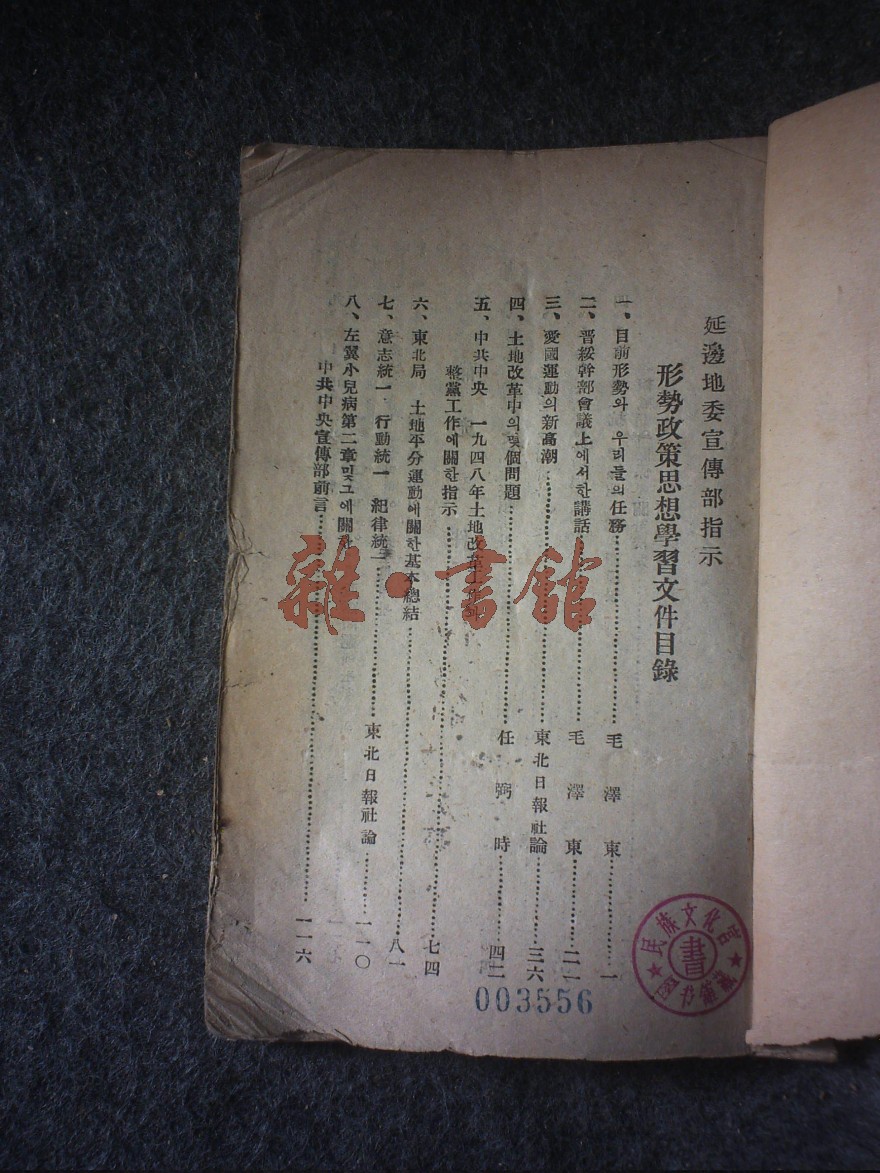 延邊地委宣傳部指示
形勢政策思想學習文件目錄
一、目前形勢와 우리들의任務 毛澤東 一
二、晋綏幹部會議上에서한講話 毛澤東 二一
三、愛國運動의新高潮 東北日報社論 三六
四、土地改革中의몇個問題 任弼時 四二
五、中共中央 一九四八年土地改革
整黨工作에關한指示 七四
六、東北局 土地平分運動에關한基本總結 八一
七、意志統一 行動統一 紀律統一 東北日報社論 一一〇
八、左翼小兒病第二章및그에關한
中共中央宣傳部前言 一一六
003556
民族文化宮
書
雜·書館